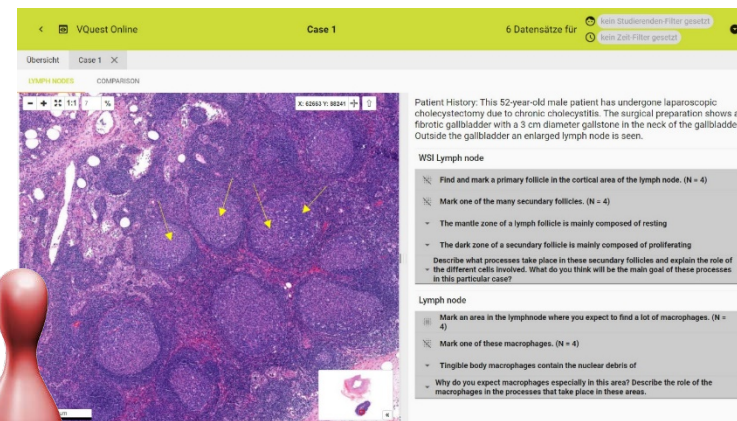 VQuest Online
Case 1
6 Datensätze für
kein Studierenden-Filter gesetzt
kein Zeit-Filter gesetzt
Übersicht
Case 1
LYMPH NODES
COMPARISON
1:1
7
%
X: 62663 Y: 88241
Patient History: This 52-year-old male patient has undergone laparoscopic
cholecystectomy due to chronic cholecystitis. The surgical preparation shows a
fibrotic gallbladder with a 3 cm diameter gallstone in the neck of the gallbladde
Outside the gallbladder an enlarged lymph node is seen.
WSI Lymph node
Find and mark a primary follicle in the cortical area of the lymph node. (N = 4)
Mark one of the many secundary follicles. (N = 4)
The mantle zone of a lymph follicle is mainly composed of resting
The dark zone of a secundary follicle is mainly composed of proliferating
Describe what processes take place in these secundary follicles and explain the role of
the different cells involved. What do you think will be the main goal of these processes
in this particular case?
Lymph node
Mark an area in the lymphnode where you expect to find a lot of macrophages. (N =
4)
Mark one of these macrophages. (N = 4)
Tingible body macrophages contain the nuclear debris of
Why do you expect macrophages especially in this area? Describe the role of the
macrophages in the processes that take place in these areas.